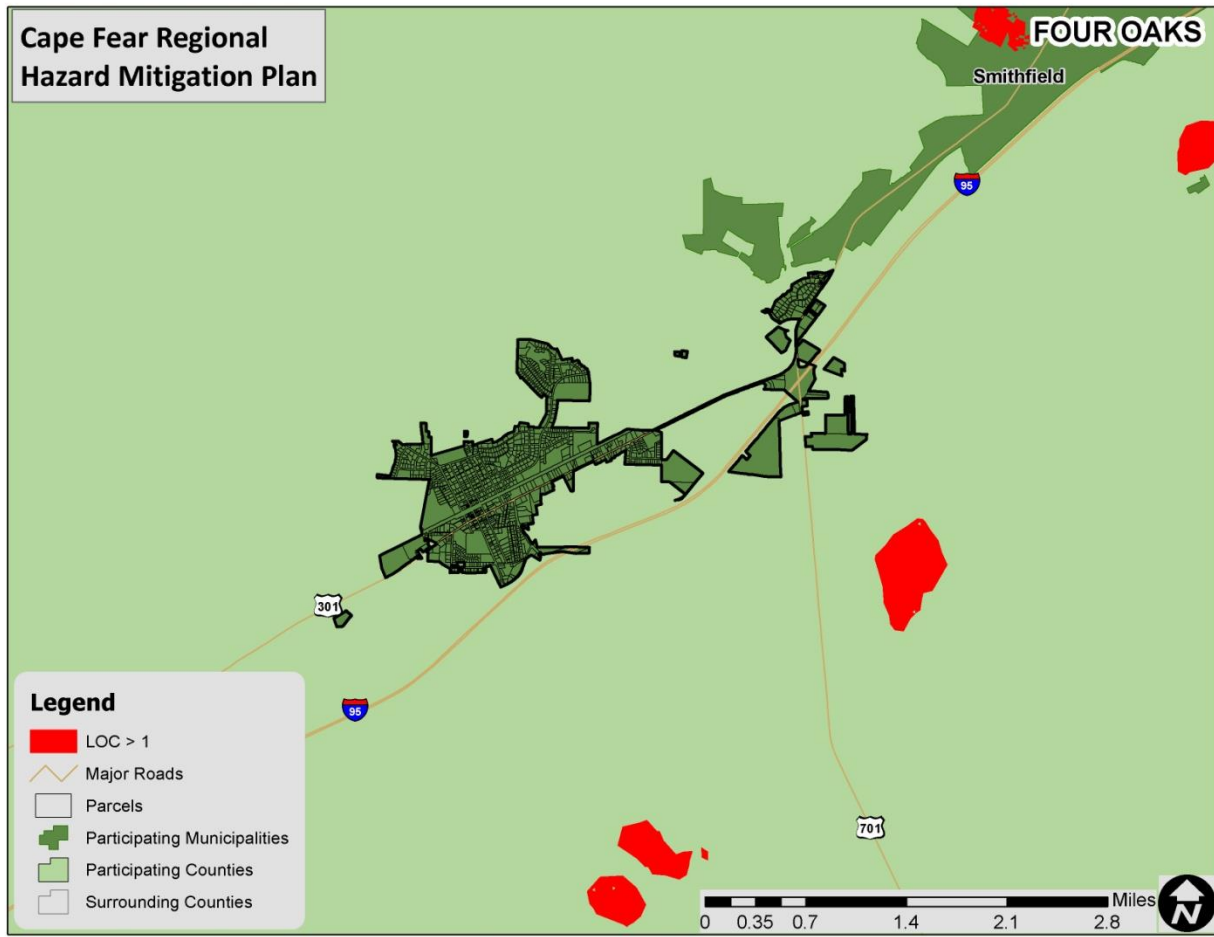 Cape Fear Regional
Hazard Mitigation Plan
FOUR OAKS
Smithfield
95
301
95
701
Legend
LOC > 1
Major Roads
Parcels
Participating Municipalities
Participating Counties
Surrounding Counties
Miles
0 0.35 0.7 1.4 2.1 2.8
N